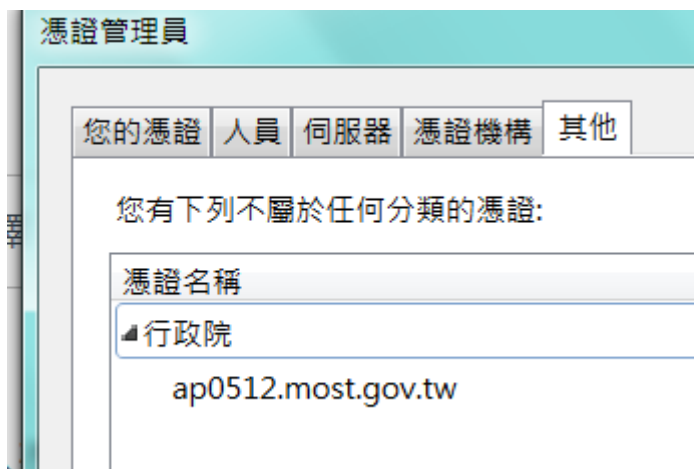 憑證管理員
您的憑證 人員 伺服器 憑證機構 其他
您有下列不屬於任何分類的憑證:
憑證名稱
行政院
ap0512.most.gov.tw